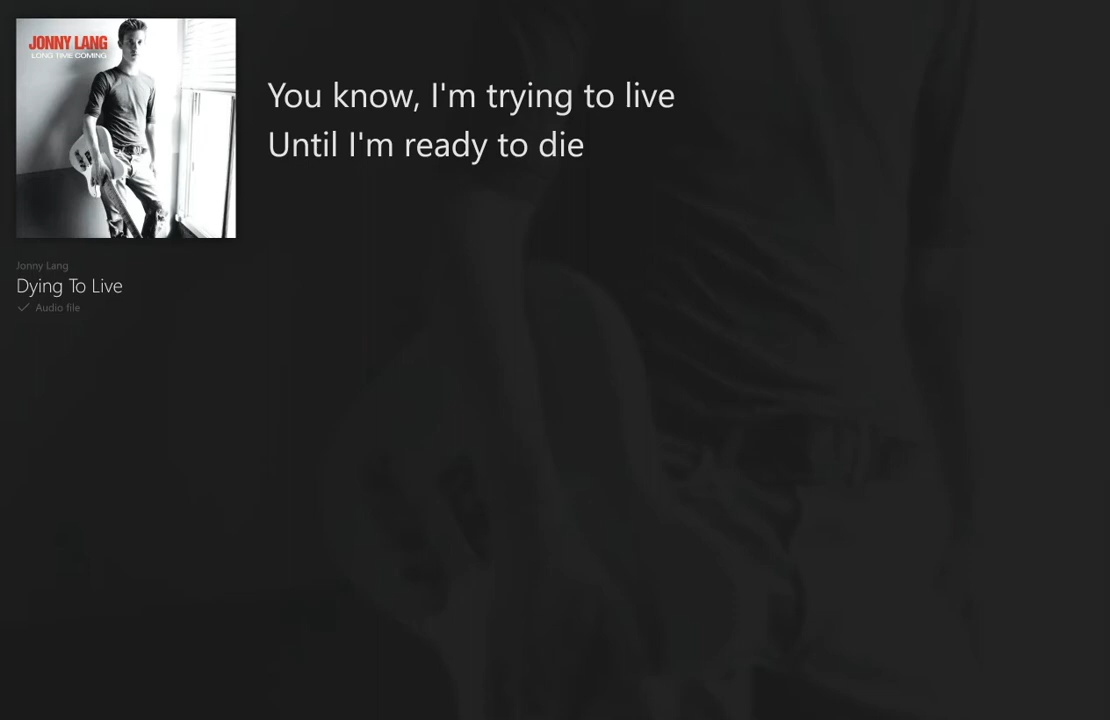 JONNY LANG
LONG TIME COMING
You know, I'm trying to live
Until I'm ready to die
Jonny Lang
Dying To Live
Audio file